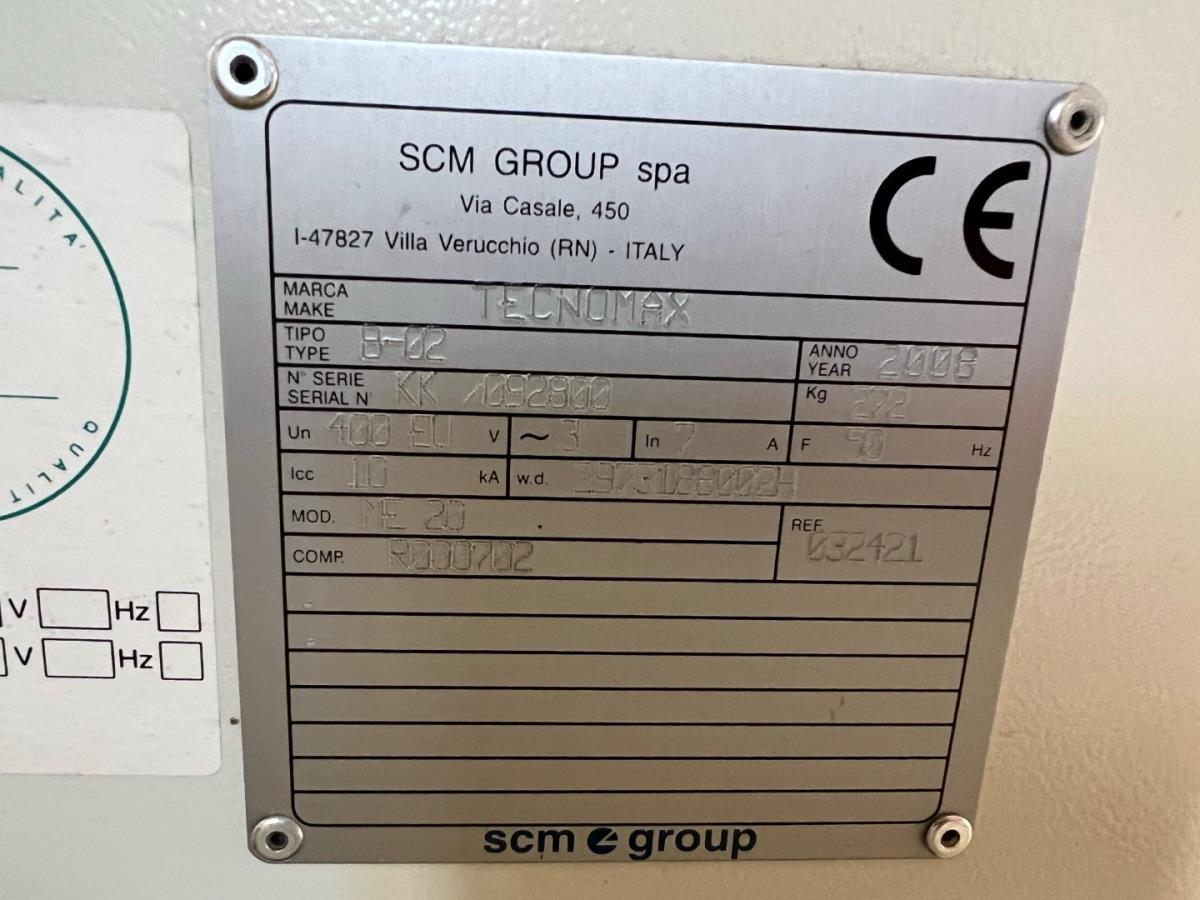 SCM GROUP spa
Via Casale, 450
I-47827 Villa Verucchio (RN) - ITALY
CE
MARCA
MAKE TECNOMAX
TIPO
TYPE B-02
ANNO
YEAR 2008
N° SERIE
SERIAL N° KK /092800
Kg 272
Un 400 EU V ~ 3 In 7 A F 50 Hz
Icc 10 kA w.d.
MOD. ME 20
REF. 032421
COMP. R000702
scm group
ALITA'
QUALIT
V Hz
V Hz